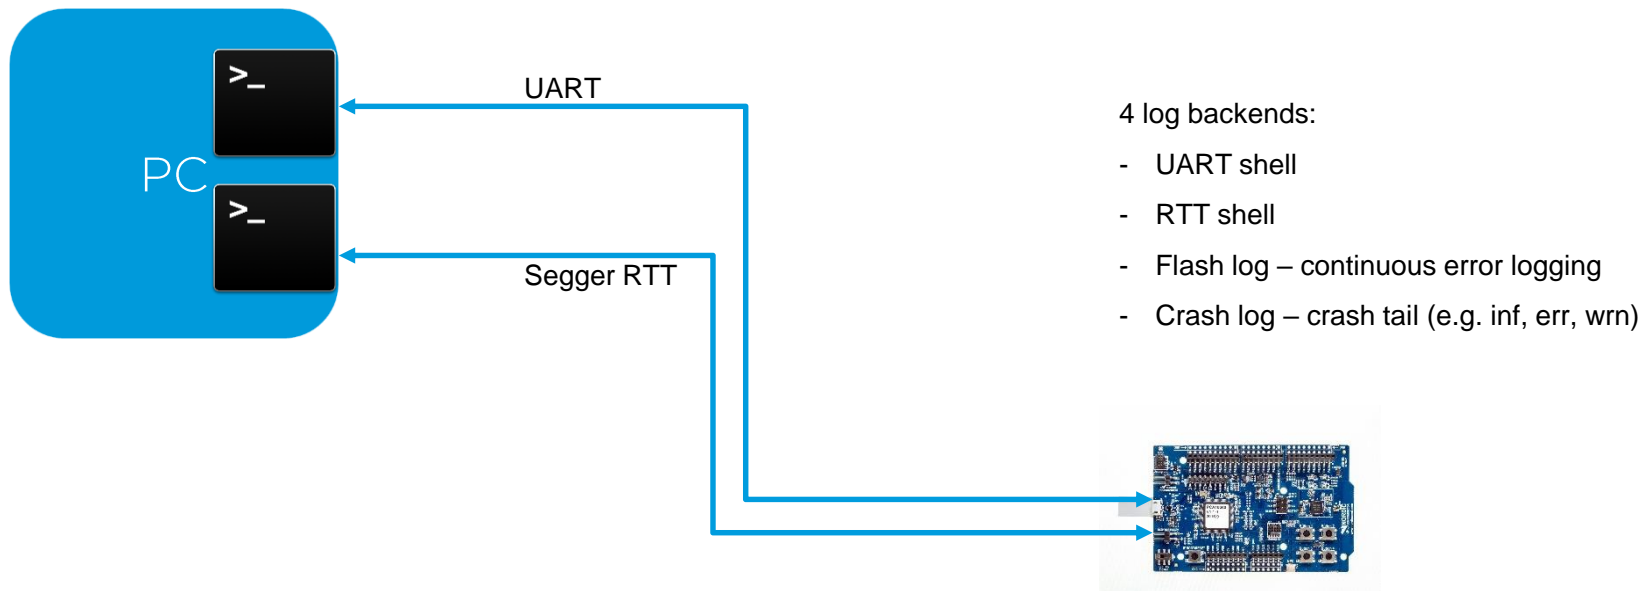 >_
UART
PC
>_
Segger RTT
4 log backends:
- UART shell
- RTT shell
- Flash log – continuous error logging
- Crash log – crash tail (e.g. inf, err, wrn)